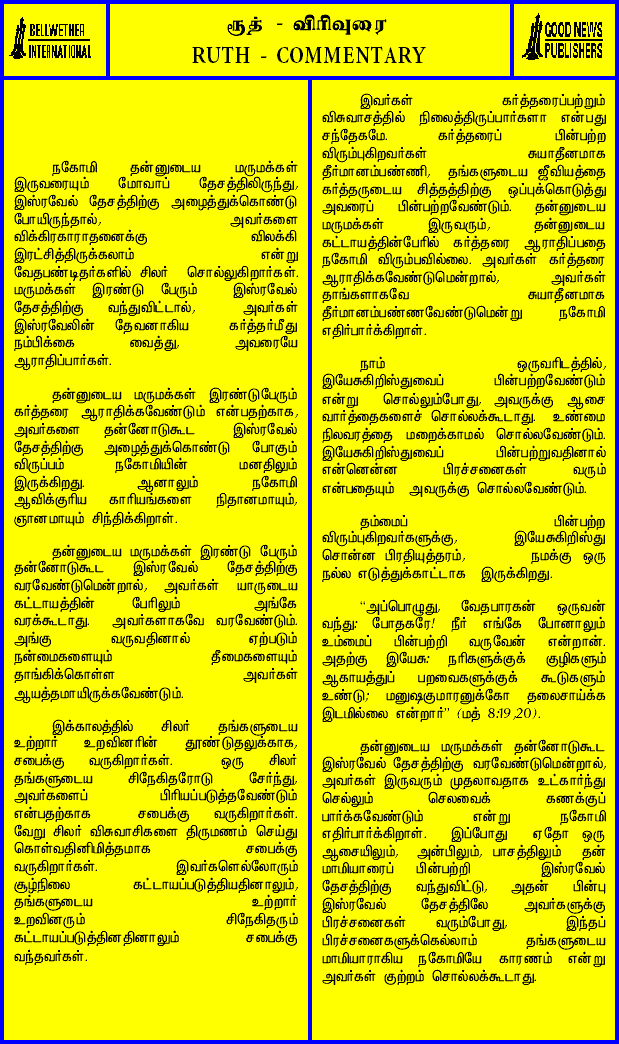 BELLWETHER
INTERNATIONAL
ரூத் - விரிவுரை
RUTH - COMMENTARY
GOOD NEWS
PUBLISHERS
நகோமி தன்னுடைய மருமக்கள்
இருவரையும் மோவாப் தேசத்திலிருந்து,
இஸ்ரவேல் தேசத்திற்கு அழைத்துக்கொண்டு
போயிருந்தால், அவர்களை
விக்கிரகாராதனைக்கு விலக்கி
இரட்சித்திருக்கலாம் என்று
வேதபண்டிதர்களில் சிலர் சொல்லுகிறார்கள்.
மருமக்கள் இரண்டு பேரும் இஸ்ரவேல்
தேசத்திற்கு வந்துவிட்டால், அவர்கள்
இஸ்ரவேலின் தேவனாகிய கர்த்தர்மீது
நம்பிக்கை வைத்து, அவரையே
ஆராதிப்பார்கள்.
தன்னுடைய மருமக்கள் இரண்டுபேரும்
கர்த்தரை ஆராதிக்கவேண்டும் என்பதற்காக,
அவர்களை தன்னோடுகூட இஸ்ரவேல்
தேசத்திற்கு அழைத்துக்கொண்டு போகும்
விருப்பம் நகோமியின் மனதிலும்
இருக்கிறது. ஆனாலும் நகோமி
ஆவிக்குரிய காரியங்களை நிதானமாயும்,
ஞானமாயும் சிந்திக்கிறாள்.
தன்னுடைய மருமக்கள் இரண்டு பேரும்
தன்னோடுகூட இஸ்ரவேல் தேசத்திற்கு
வரவேண்டுமென்றால், அவர்கள் யாருடைய
கட்டாயத்தின் பேரிலும் அங்கே
வரக்கூடாது. அவர்களாகவே வரவேண்டும்.
அங்கு வருவதினால் ஏற்படும்
நன்மைகளையும் தீமைகளையும்
தாங்கிக்கொள்ள அவர்கள்
ஆயத்தமாயிருக்கவேண்டும்.
இக்காலத்தில் சிலர் தங்களுடைய
உற்றார் உறவினரின் தூண்டுதலுக்காக,
சபைக்கு வருகிறார்கள். ஒரு சிலர்
தங்களுடைய சிநேகிதரோடு சேர்ந்து,
அவர்களைப் பிரியப்படுத்தவேண்டும்
என்பதற்காக சபைக்கு வருகிறார்கள்.
வேறு சிலர் விசுவாசிகளை திருமணம் செய்து
கொள்வதினிமித்தமாக சபைக்கு
வருகிறார்கள். இவர்களெல்லோரும்
சூழ்நிலை கட்டாயப்படுத்தியதினாலும்,
தங்களுடைய உற்றார்
உறவினரும் சிநேகிதரும்
கட்டாயப்படுத்தினதினாலும் சபைக்கு
வந்தவர்கள்.
இவர்கள் கர்த்தரைப்பற்றும்
விசுவாசத்தில் நிலைத்திருப்பார்களா என்பது
சந்தேகமே. கர்த்தரைப் பின்பற்ற
விரும்புகிறவர்கள் சுயாதீனமாக
தீர்மானம்பண்ணி, தங்களுடைய ஜீவியத்தை
கர்த்தருடைய சித்தத்திற்கு ஒப்புக்கொடுத்து
அவரைப் பின்பற்றவேண்டும். தன்னுடைய
மருமக்கள் இருவரும், தன்னுடைய
கட்டாயத்தின்பேரில் கர்த்தரை ஆராதிப்பதை
நகோமி விரும்பவில்லை. அவர்கள் கர்த்தரை
ஆராதிக்கவேண்டுமென்றால், அவர்கள்
தாங்களாகவே சுயாதீனமாக
தீர்மானம்பண்ணவேண்டுமென்று நகோமி
எதிர்பார்க்கிறாள்.
நாம் ஒருவரிடத்தில்,
இயேசுகிறிஸ்துவைப் பின்பற்றவேண்டும்
என்று சொல்லும்போது, அவருக்கு ஆசை
வார்த்தைகளைச் சொல்லக்கூடாது. உண்மை
நிலவரத்தை மறைக்காமல் சொல்லவேண்டும்.
இயேசுகிறிஸ்துவைப் பின்பற்றுவதினால்
என்னென்ன பிரச்சனைகள் வரும்
என்பதையும் அவருக்கு சொல்லவேண்டும்.
தம்மைப் பின்பற்ற
விரும்புகிறவர்களுக்கு, இயேசுகிறிஸ்து
சொன்ன பிரதியுத்தரம், நமக்கு ஒரு
நல்ல எடுத்துக்காட்டாக இருக்கிறது.
"அப்பொழுது, வேதபாரகன் ஒருவன்
வந்து: போதகரே! நீர் எங்கே போனாலும்
உம்மைப் பின்பற்றி வருவேன் என்றான்.
அதற்கு இயேசு: நரிகளுக்குக் குழிகளும்
ஆகாயத்துப் பறவைகளுக்குக் கூடுகளும்
உண்டு; மனுஷகுமாரனுக்கோ தலைசாய்க்க
இடமில்லை என்றார்" (மத் 8:19,20).
தன்னுடைய மருமக்கள் தன்னோடுகூட
இஸ்ரவேல் தேசத்திற்கு வரவேண்டுமென்றால்,
அவர்கள் இருவரும் முதலாவதாக உட்கார்ந்து
செல்லும் செலவைக் கணக்குப்
பார்க்கவேண்டும் என்று நகோமி
எதிர்பார்க்கிறாள். இப்போது ஏதோ ஒரு
ஆசையிலும், அன்பிலும், பாசத்திலும் தன்
மாமியாரைப் பின்பற்றி இஸ்ரவேல்
தேசத்திற்கு வந்துவிட்டு, அதன் பின்பு
இஸ்ரவேல் தேசத்திலே அவர்களுக்கு
பிரச்சனைகள் வரும்போது, இந்தப்
பிரச்சனைகளுக்கெல்லாம் தங்களுடைய
மாமியாராகிய நகோமியே காரணம் என்று
அவர்கள் குற்றம் சொல்லக்கூடாது.